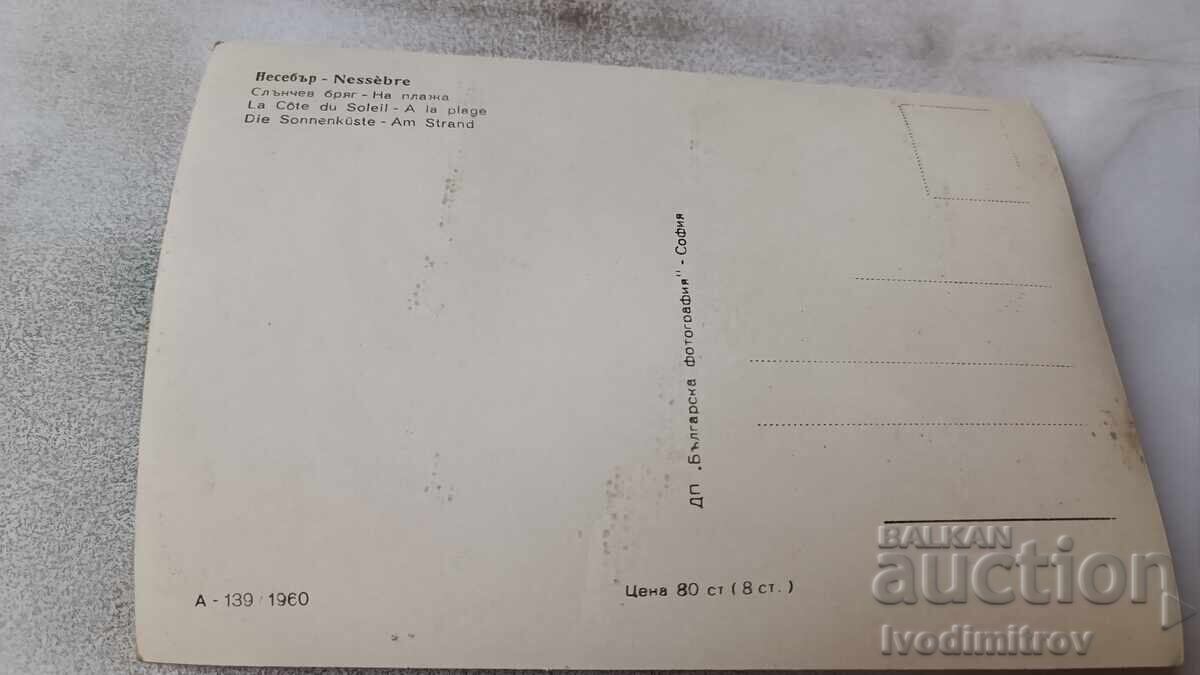 Несебър - Nessèbre
Слънчев бряг - На плажа
La Côte du Soleil - A la plage
Die Sonnenküste - Am Strand
ДП „Българска фотография" - София
А - 139 / 1960
Цена 80 ст (8 ст.)
BALKAN
auction
Ivodimitrov